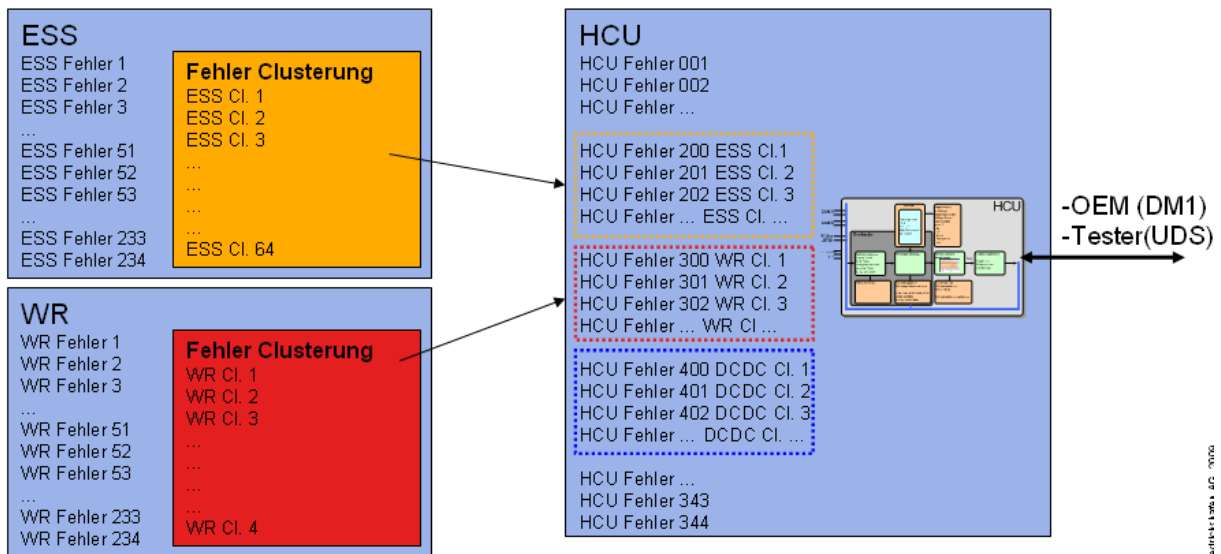 ESS
ESS Fehler 1
ESS Fehler 2
ESS Fehler 3
...
ESS Fehler 51
ESS Fehler 52
ESS Fehler 53
...
ESS Fehler 233
ESS Fehler 234
Fehler Clusterung
ESS Cl. 1
ESS Cl. 2
ESS Cl. 3
...
...
...
...
ESS Cl. 64
WR
WR Fehler 1
WR Fehler 2
WR Fehler 3
...
WR Fehler 51
WR Fehler 52
WR Fehler 53
...
WR Fehler 233
WR Fehler 234
Fehler Clusterung
WR Cl. 1
WR Cl. 2
WR Cl. 3
...
...
...
...
WR Cl. 4
HCU
HCU Fehler 001
HCU Fehler 002
HCU Fehler ...
HCU Fehler 200 ESS Cl.1
HCU Fehler 201 ESS Cl. 2
HCU Fehler 202 ESS Cl. 3
HCU Fehler ... ESS Cl. ...
HCU Fehler 300 WR Cl. 1
HCU Fehler 301 WR Cl. 2
HCU Fehler 302 WR Cl. 3
HCU Fehler ... WR Cl ...
HCU Fehler 400 DCDC Cl. 1
HCU Fehler 401 DCDC Cl. 2
HCU Fehler 402 DCDC Cl. 3
HCU Fehler ... DCDC Cl. ...
HCU Fehler ...
HCU Fehler 343
HCU Fehler 344
HCU
-OEM (DM1)
-Tester(UDS)
AG, 2009